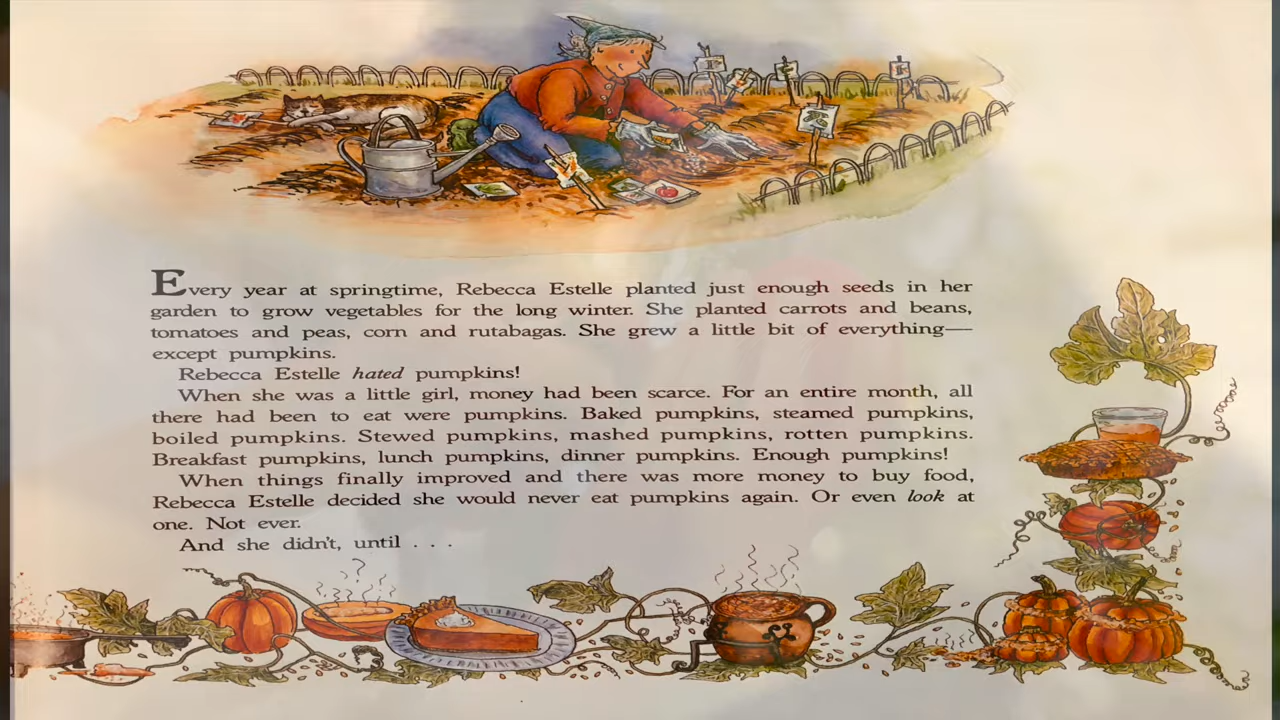 Every year at springtime, Rebecca Estelle planted just enough seeds in her
garden to grow vegetables for the long winter. She planted carrots and beans,
tomatoes and peas, corn and rutabagas. She grew a little bit of everything—
except pumpkins.
Rebecca Estelle hated pumpkins!
When she was a little girl, money had been scarce. For an entire month, all
there had been to eat were pumpkins. Baked pumpkins, steamed pumpkins,
boiled pumpkins. Stewed pumpkins, mashed pumpkins, rotten pumpkins.
Breakfast pumpkins, lunch pumpkins, dinner pumpkins. Enough pumpkins!
When things finally improved and there was more money to buy food,
Rebecca Estelle decided she would never eat pumpkins again. Or even look at
one. Not ever.
And she didn't, until . . .